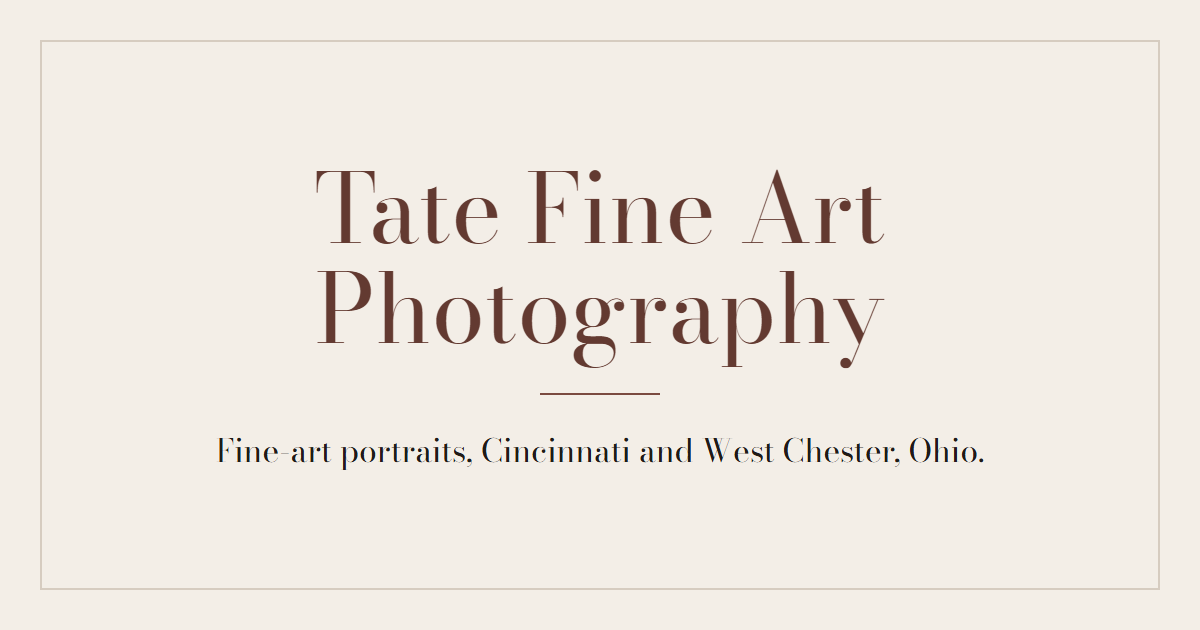 Tate Fine Art
Photography
Fine-art portraits, Cincinnati and West Chester, Ohio.